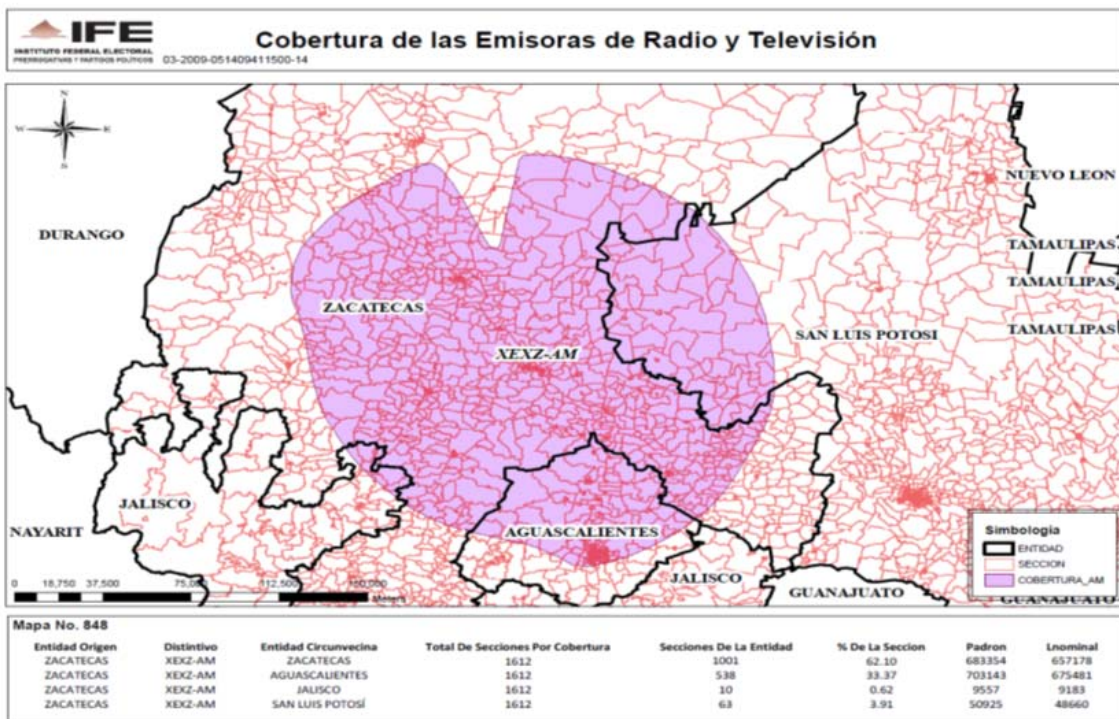 IFE
INSTITUTO FEDERAL ELECTORAL
PRERROGATIVAS Y PARTIDOS POLÍTICOS
03-2009-051409411500-14
Cobertura de las Emisoras de Radio y Televisión
N
W E
S
DURANGO
NUEVO LEON
TAMAULIPAS
TAMAULIPAS
TAMAULIPAS
ZACATECAS
SAN LUIS POTOSI
XEXZ-AM
JALISCO
NAYARIT
AGUASCALIENTES
JALISCO
GUANAJUATO
GUANAJUATO
Simbologia
ENTIDAD
SECCION
COBERTURA_AM
0 18,750 37,500 75,000 112,500 150,000
Meters
Mapa No. 848
Entidad Origen Distintivo Entidad Circunvecina Total De Secciones Por Cobertura Secciones De La Entidad % De La Seccion Padron Lnominal
ZACATECAS XEXZ-AM ZACATECAS 1612 1001 62.10 683354 657178
ZACATECAS XEXZ-AM AGUASCALIENTES 1612 538 33.37 703143 675481
ZACATECAS XEXZ-AM JALISCO 1612 10 0.62 9557 9183
ZACATECAS XEXZ-AM SAN LUIS POTOSÍ 1612 63 3.91 50925 48660